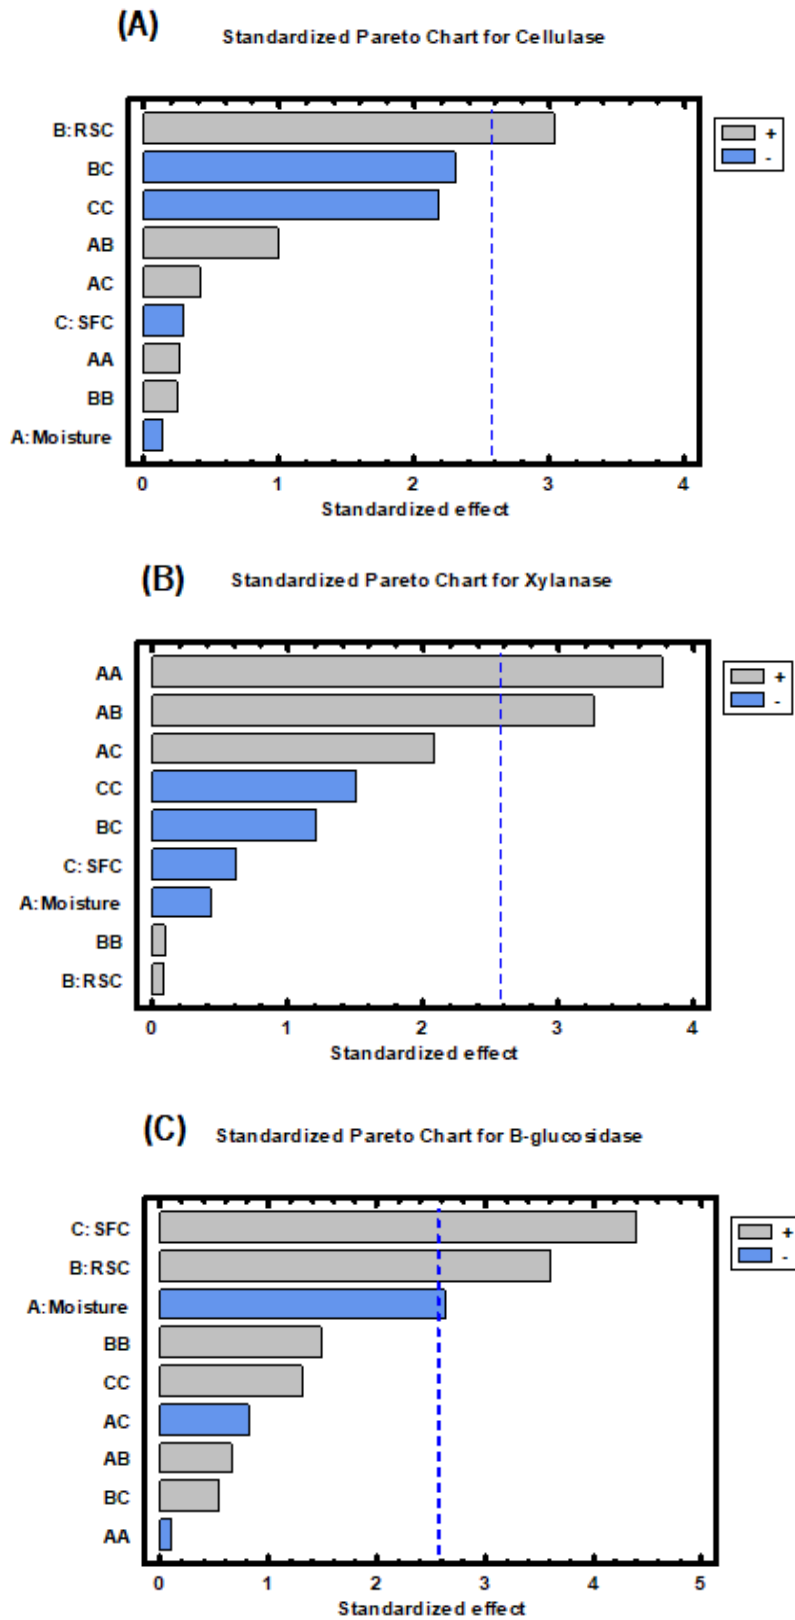 (A) Standardized Pareto Chart for Cellulase
B:RSC
BC
CC
AB
AC
C: SFC
AA
BB
A:Moisture
+
-
0 1 2 3 4
Standardized effect
(B) Standardized Pareto Chart for Xylanase
AA
AB
AC
CC
BC
C: SFC
A:Moisture
BB
B:RSC
+
-
0 1 2 3 4
Standardized effect
(C) Standardized Pareto Chart for B-glucosidase
C: SFC
B:RSC
A:Moisture
BB
CC
AC
AB
BC
AA
+
-
0 1 2 3 4 5
Standardized effect